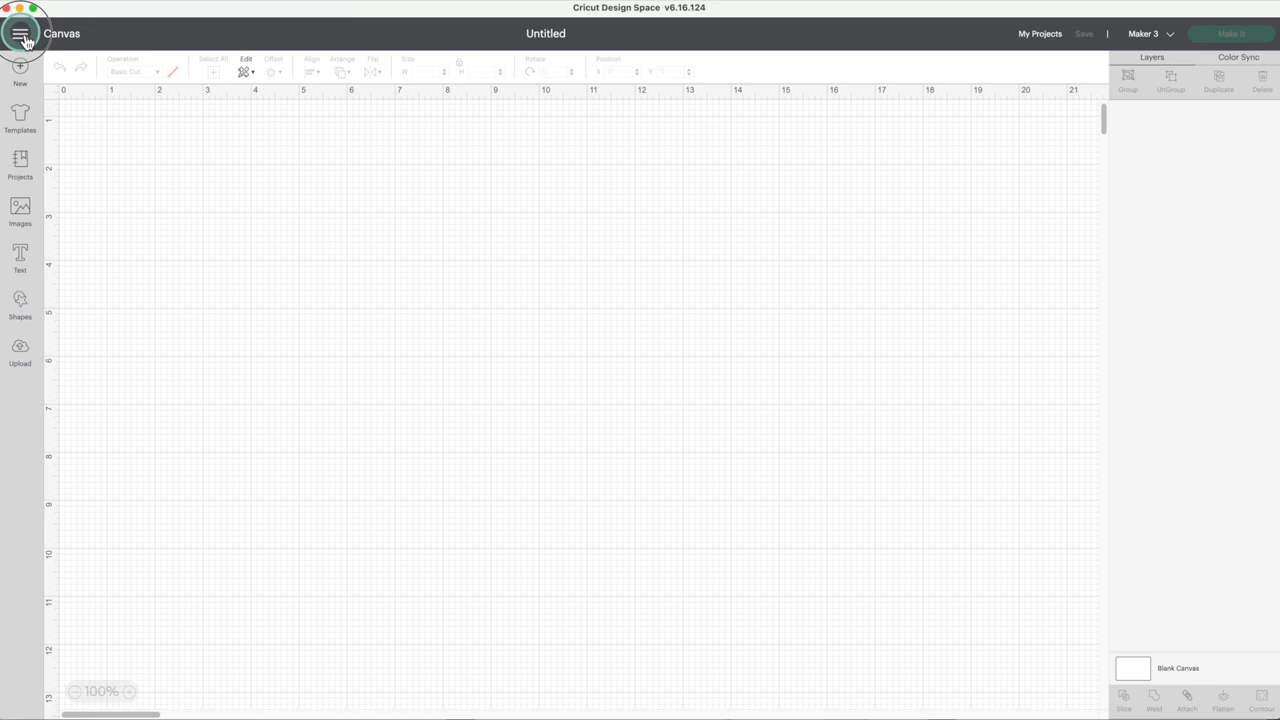 Cricut Design Space v6.16.124
Canvas
Untitled
My Projects
Save
|
Maker 3
Make It
New
Templates
Projects
Images
Text
Shapes
Upload
Operation
Basic Cut
Select All
Edit
Offset
Align
Arrange
Flip
Size
W
H
Rotate
0
Position
X 0
Y 0
0 1 2 3 4 5 6 7 8 9 10 11 12 13 14 15 16 17 18 19 20 21
1
2
3
4
5
6
7
8
9
10
11
12
13
100%
Layers
Color Sync
Group
UnGroup
Duplicate
Delete
Blank Canvas
Slice
Weld
Attach
Flatten
Contour